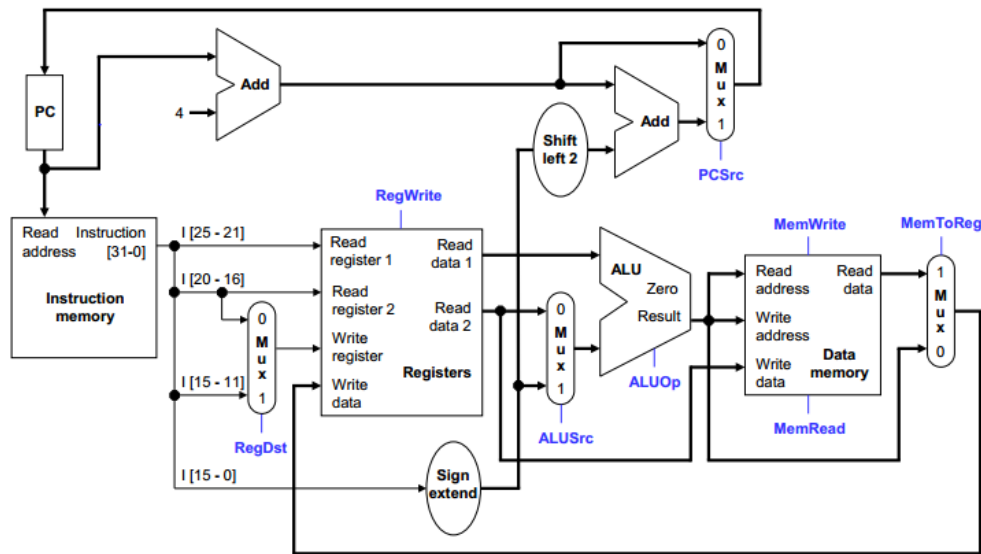 PC
4
Add
Shift
left 2
Add
0
M
u
x
1
PCSrc
Read
address
Instruction
[31-0]
Instruction
memory
I [25 - 21]
I [20 - 16]
I [15 - 11]
I [15 - 0]
0
M
u
x
1
RegDst
RegWrite
Read
register 1
Read
register 2
Write
register
Write
data
Read
data 1
Read
data 2
Registers
Sign
extend
0
M
u
x
1
ALUSrc
ALU
Zero
Result
ALUOp
MemWrite
Read
address
Write
address
Write
data
Read
data
Data
memory
MemRead
MemToReg
1
M
u
x
0